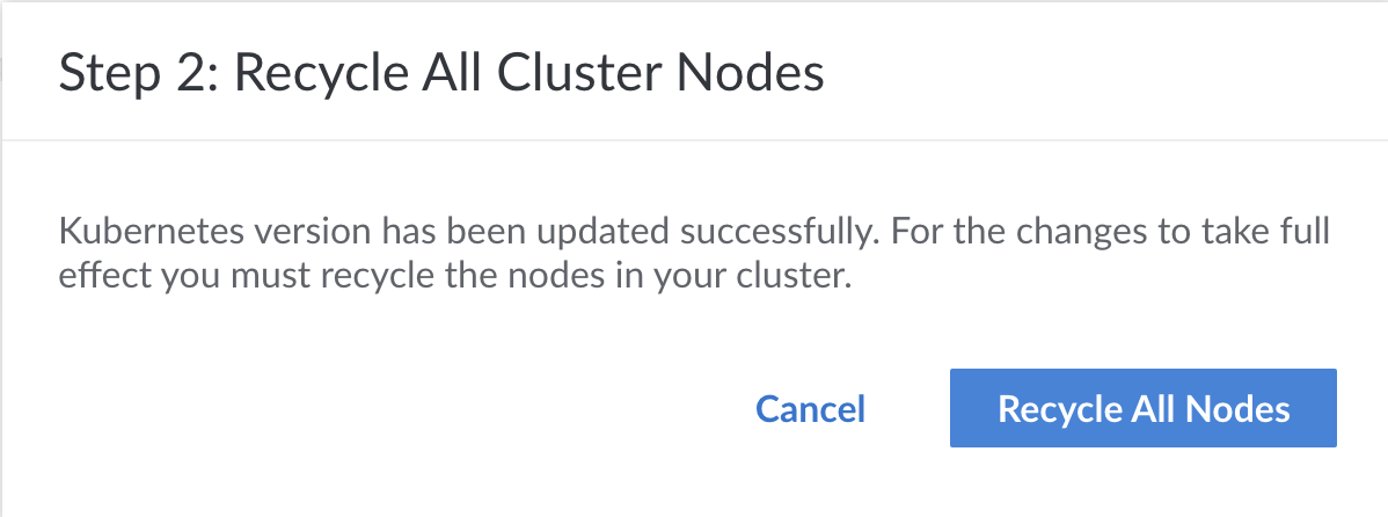 Step 2: Recycle All Cluster Nodes
Kubernetes version has been updated successfully. For the changes to take full
effect you must recycle the nodes in your cluster.
Cancel
Recycle All Nodes